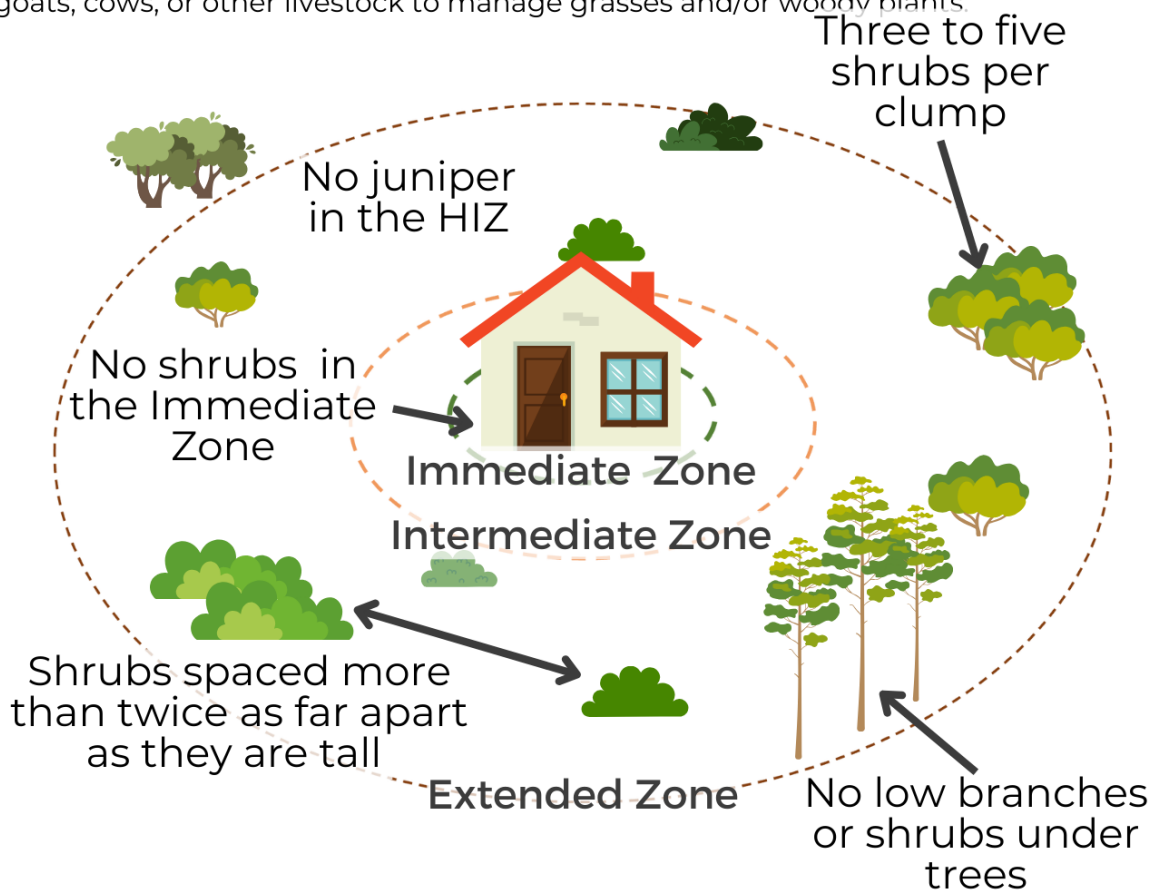 goats, cows, or other livestock to manage grasses and/or woody plants.
Three to five
shrubs per
clump
No juniper
in the HIZ
No shrubs in
the Immediate
Zone
Immediate Zone
Intermediate Zone
Shrubs spaced more
than twice as far apart
as they are tall
Extended Zone
No low branches
or shrubs under
trees